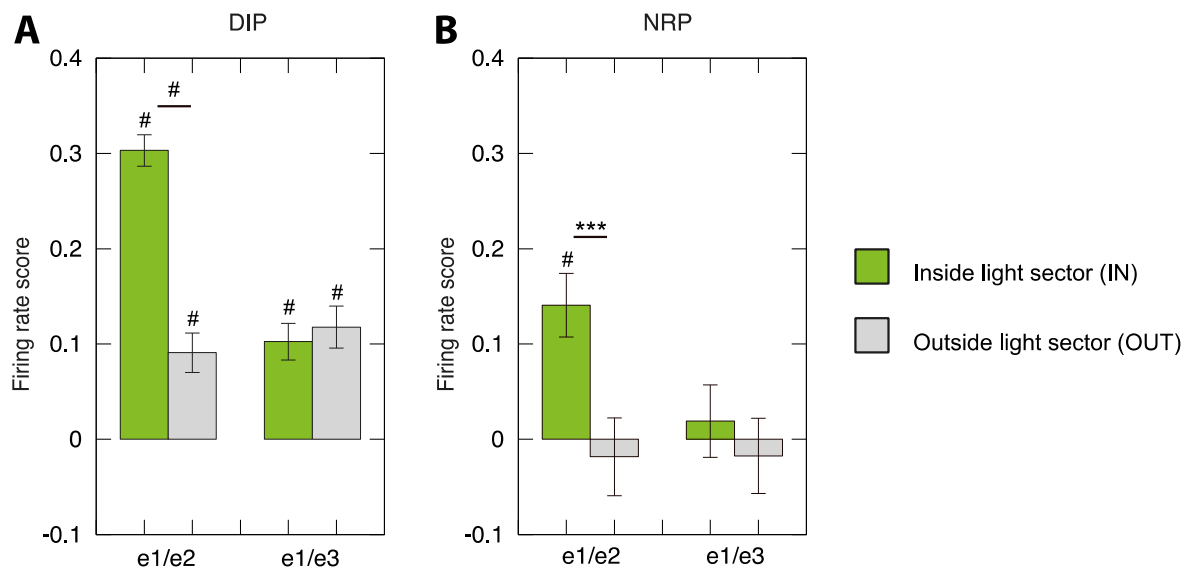 A
DIP
Firing rate score
0.4
0.3
0.2
0.1
0
-0.1
#
#
#
#
#
e1/e2
e1/e3
B
NRP
Firing rate score
0.4
0.3
0.2
0.1
0
-0.1
***
#
e1/e2
e1/e3
Inside light sector (IN)
Outside light sector (OUT)